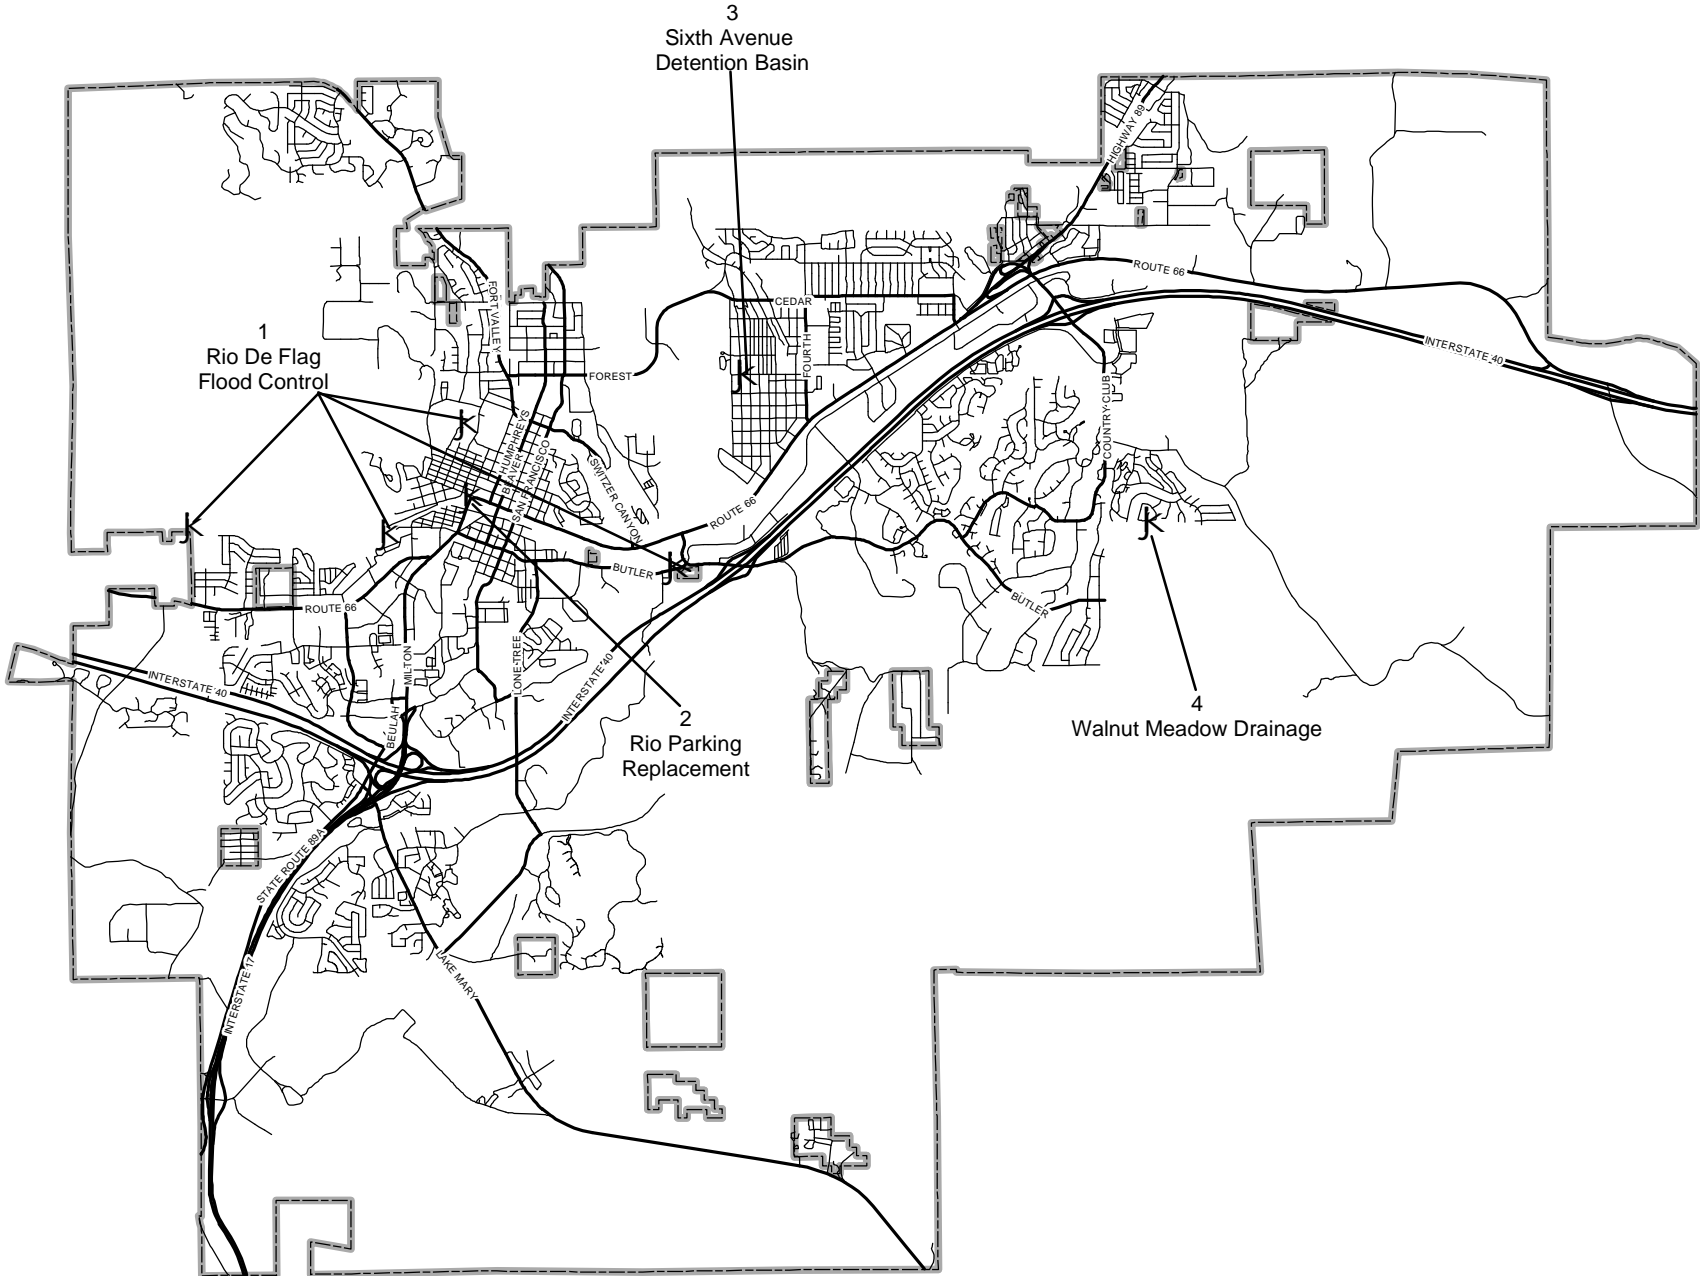 3
Sixth Avenue
Detention Basin
HIGHWAY 89
ROUTE 66
CEDAR
FORT VALLEY
1
Rio De Flag
Flood Control
FOURTH
INTERSTATE 40
FOREST
COUNTRY CLUB
HUMPHREYS
BEAVER
SAN FRANCISCO
SWITZER CANYON
ROUTE 66
BUTLER
BUTLER
ROUTE 66
MILTON
LONE TREE
INTERSTATE 40
INTERSTATE 40
BEULAH
2
Rio Parking
Replacement
4
Walnut Meadow Drainage
STATE ROUTE 89A
INTERSTATE 17
LAKE MARY